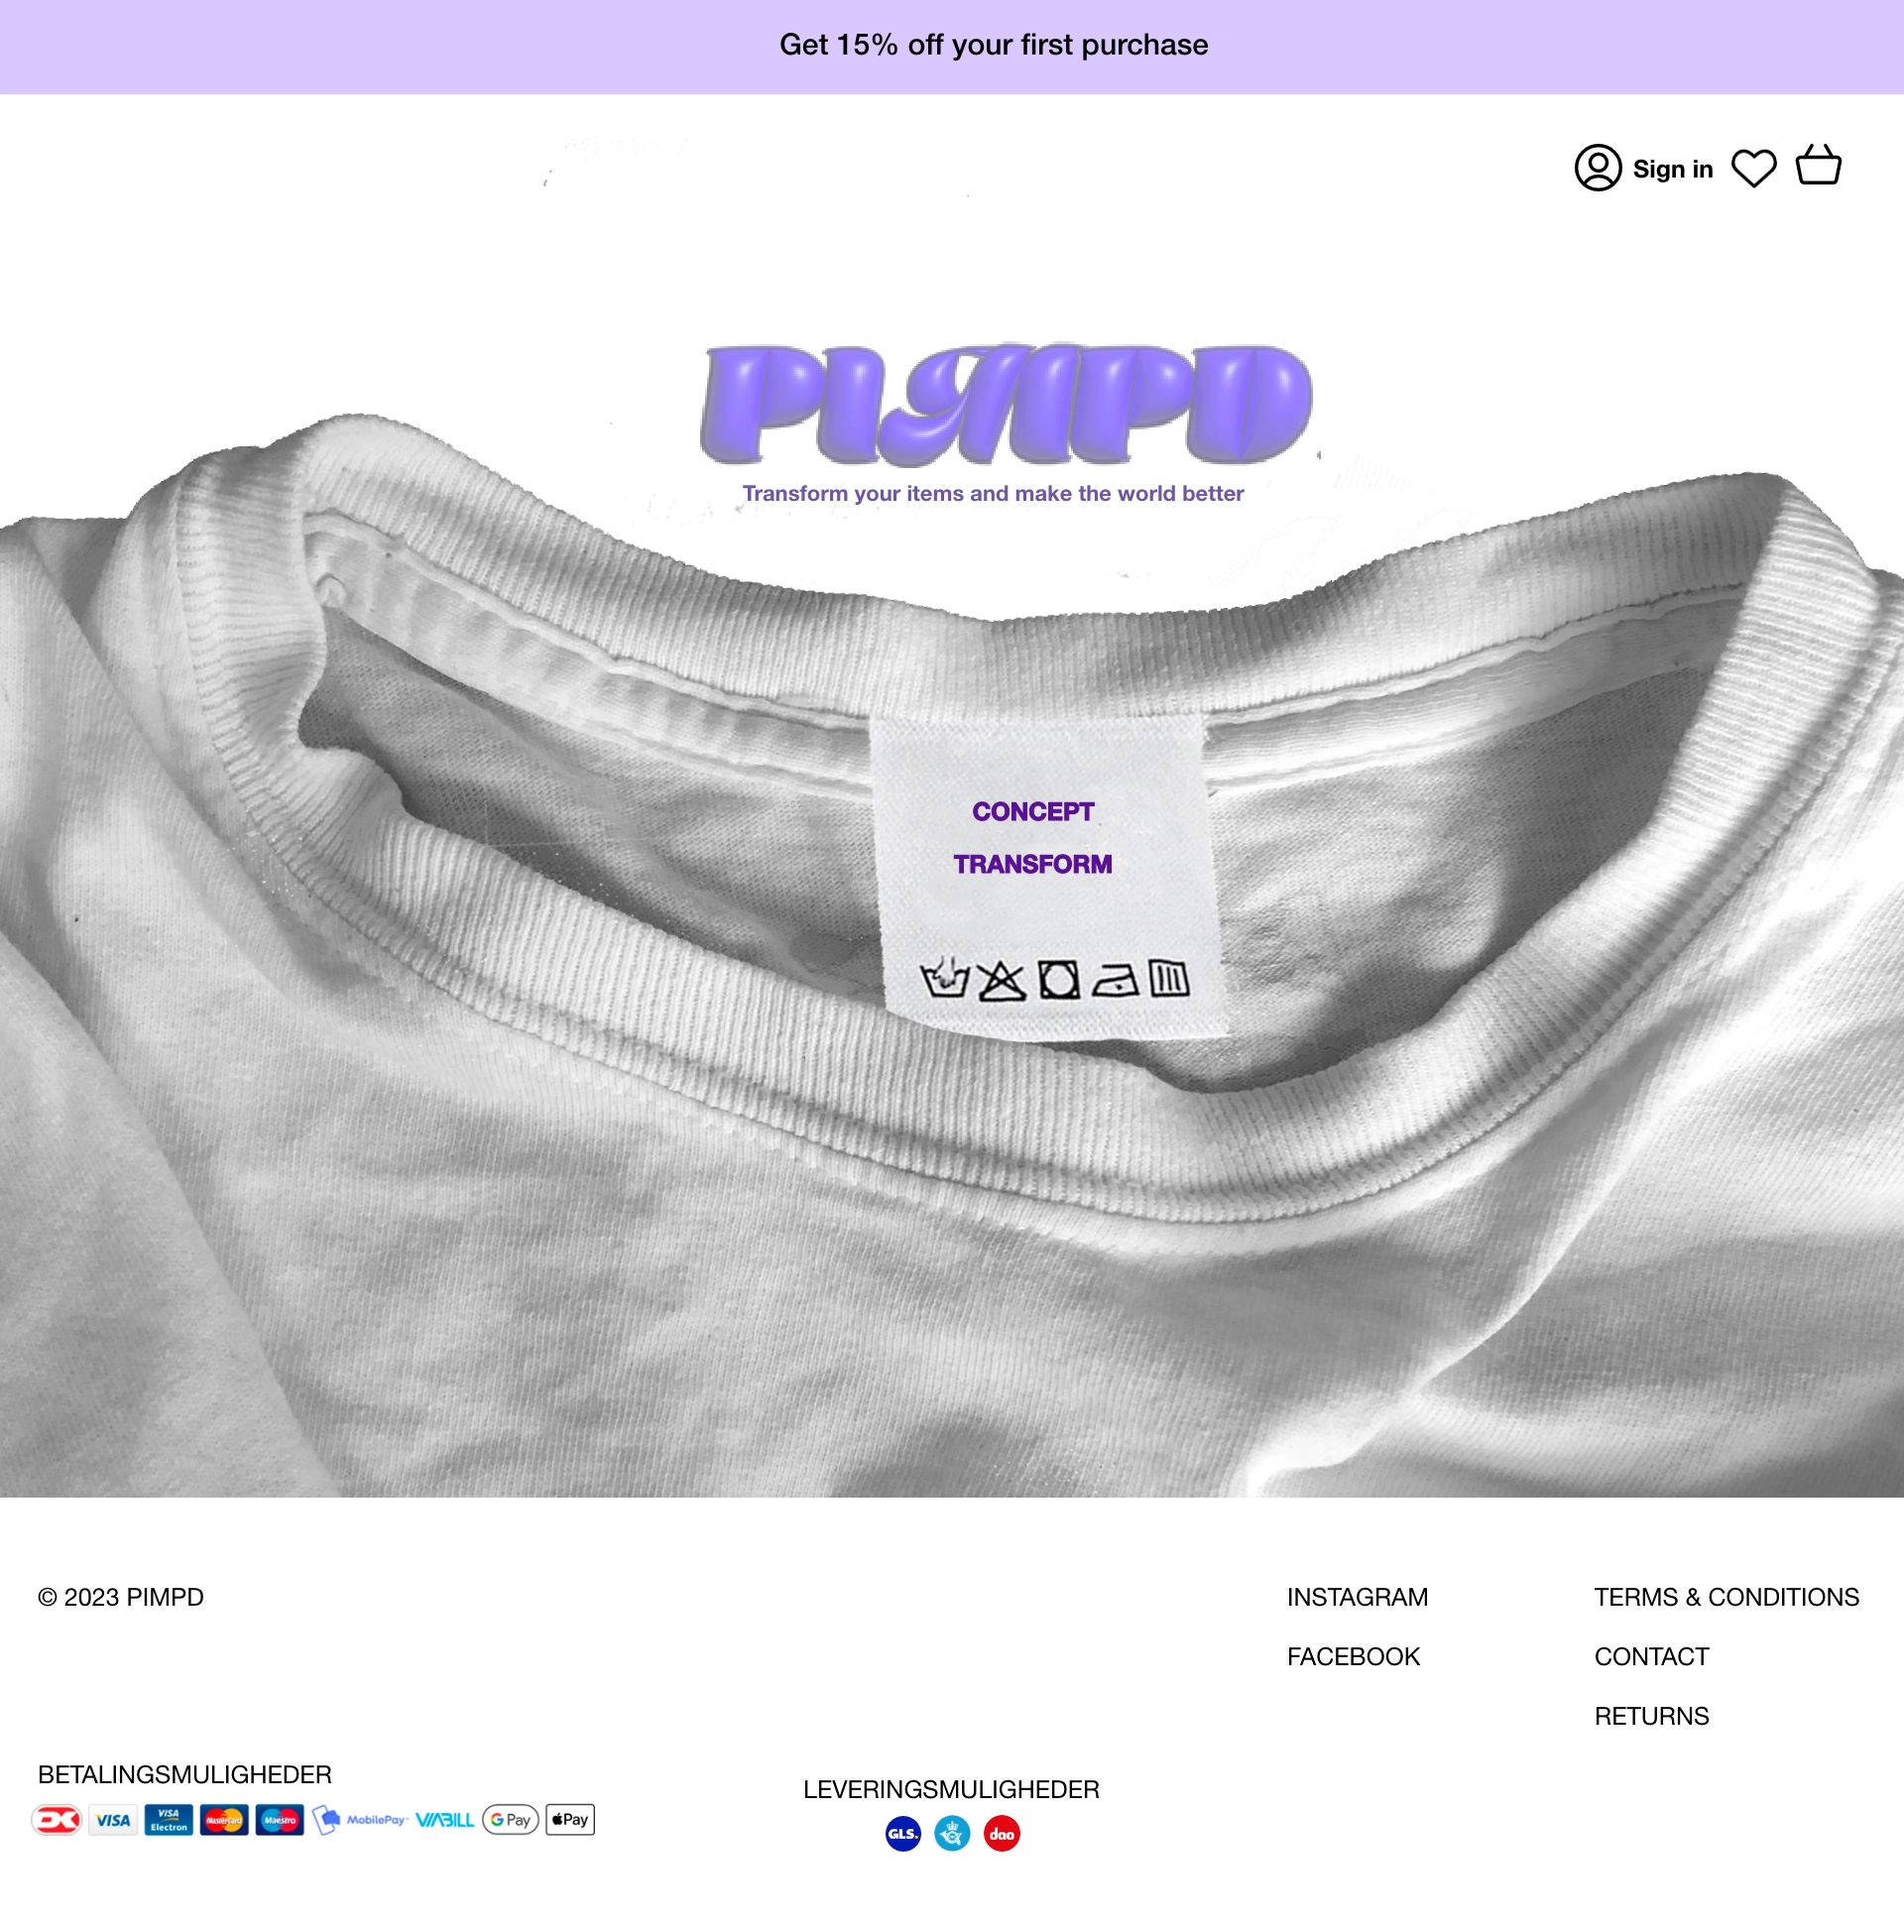 Get 15% off your first purchase
Sign in
PIMPD
Transform your items and make the world better
CONCEPT
TRANSFORM
© 2023 PIMPD
INSTAGRAM
TERMS & CONDITIONS
FACEBOOK
CONTACT
RETURNS
BETALINGSMULIGHEDER
DK VISA VISA Electron MasterCard Maestro MobilePay VIABILL G Pay Pay
LEVERINGSMULIGHEDER
GLS. dao